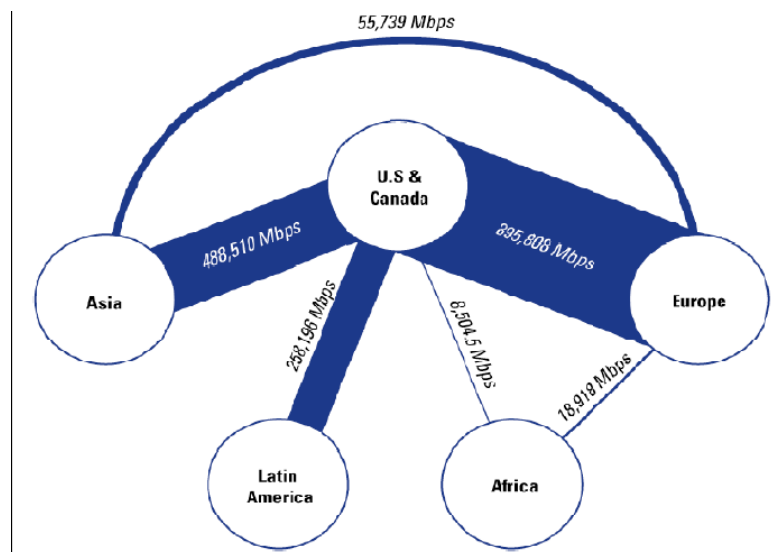 55,739 Mbps
U.S &
Canada
488,510 Mbps
895,808 Mbps
Asia
Europe
258,196 Mbps
8,504.5 Mbps
18,918 Mbps
Latin
America
Africa